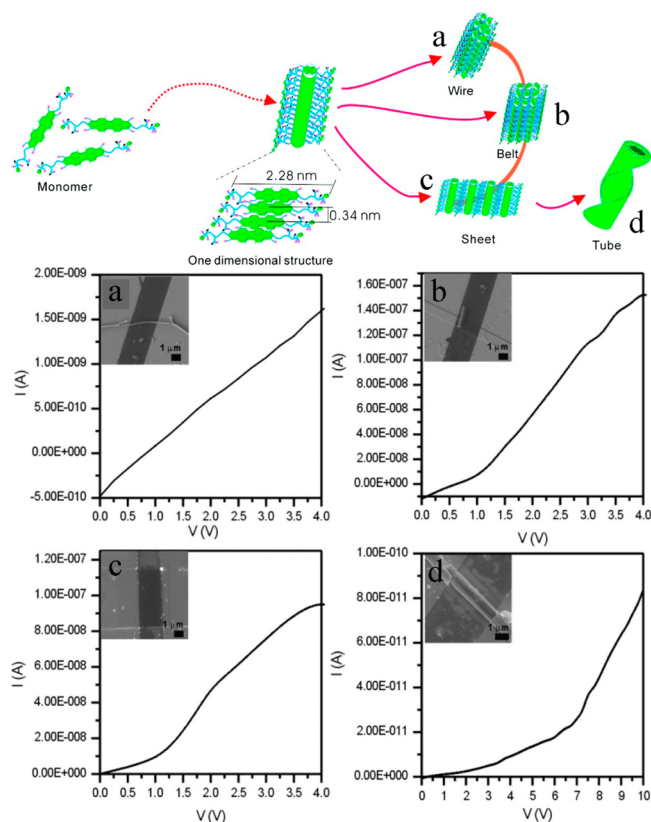 a
Wire
b
Belt
c
Sheet
d
Tube
Monomer
2.28 nm
0.34 nm
One dimensional structure
a
1 μm
2.00E-009
1.50E-009
1.00E-009
5.00E-010
0.00E+000
-5.00E-010
I (A)
0.0 0.5 1.0 1.5 2.0 2.5 3.0 3.5 4.0
V (V)
b
1 μm
1.60E-007
1.40E-007
1.20E-007
1.00E-007
8.00E-008
6.00E-008
4.00E-008
2.00E-008
0.00E+000
I (A)
0.0 0.5 1.0 1.5 2.0 2.5 3.0 3.5 4.0
V (V)
c
1 μm
1.20E-007
1.00E-007
8.00E-008
6.00E-008
4.00E-008
2.00E-008
0.00E+000
I (A)
0.0 0.5 1.0 1.5 2.0 2.5 3.0 3.5 4.0
V (V)
d
1 μm
1.00E-010
8.00E-011
6.00E-011
4.00E-011
2.00E-011
0.00E+000
I (A)
0 1 2 3 4 5 6 7 8 9 10
V (V)